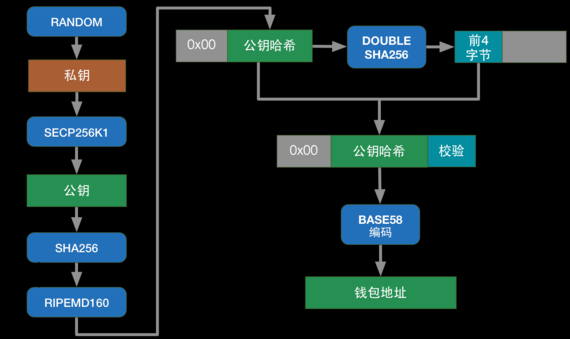 RANDOM
私钥
SECP256K1
公钥
SHA256
RIPEMD160
0x00
公钥哈希
DOUBLE
SHA256
前4
字节
0x00
公钥哈希
校验
BASE58
编码
钱包地址